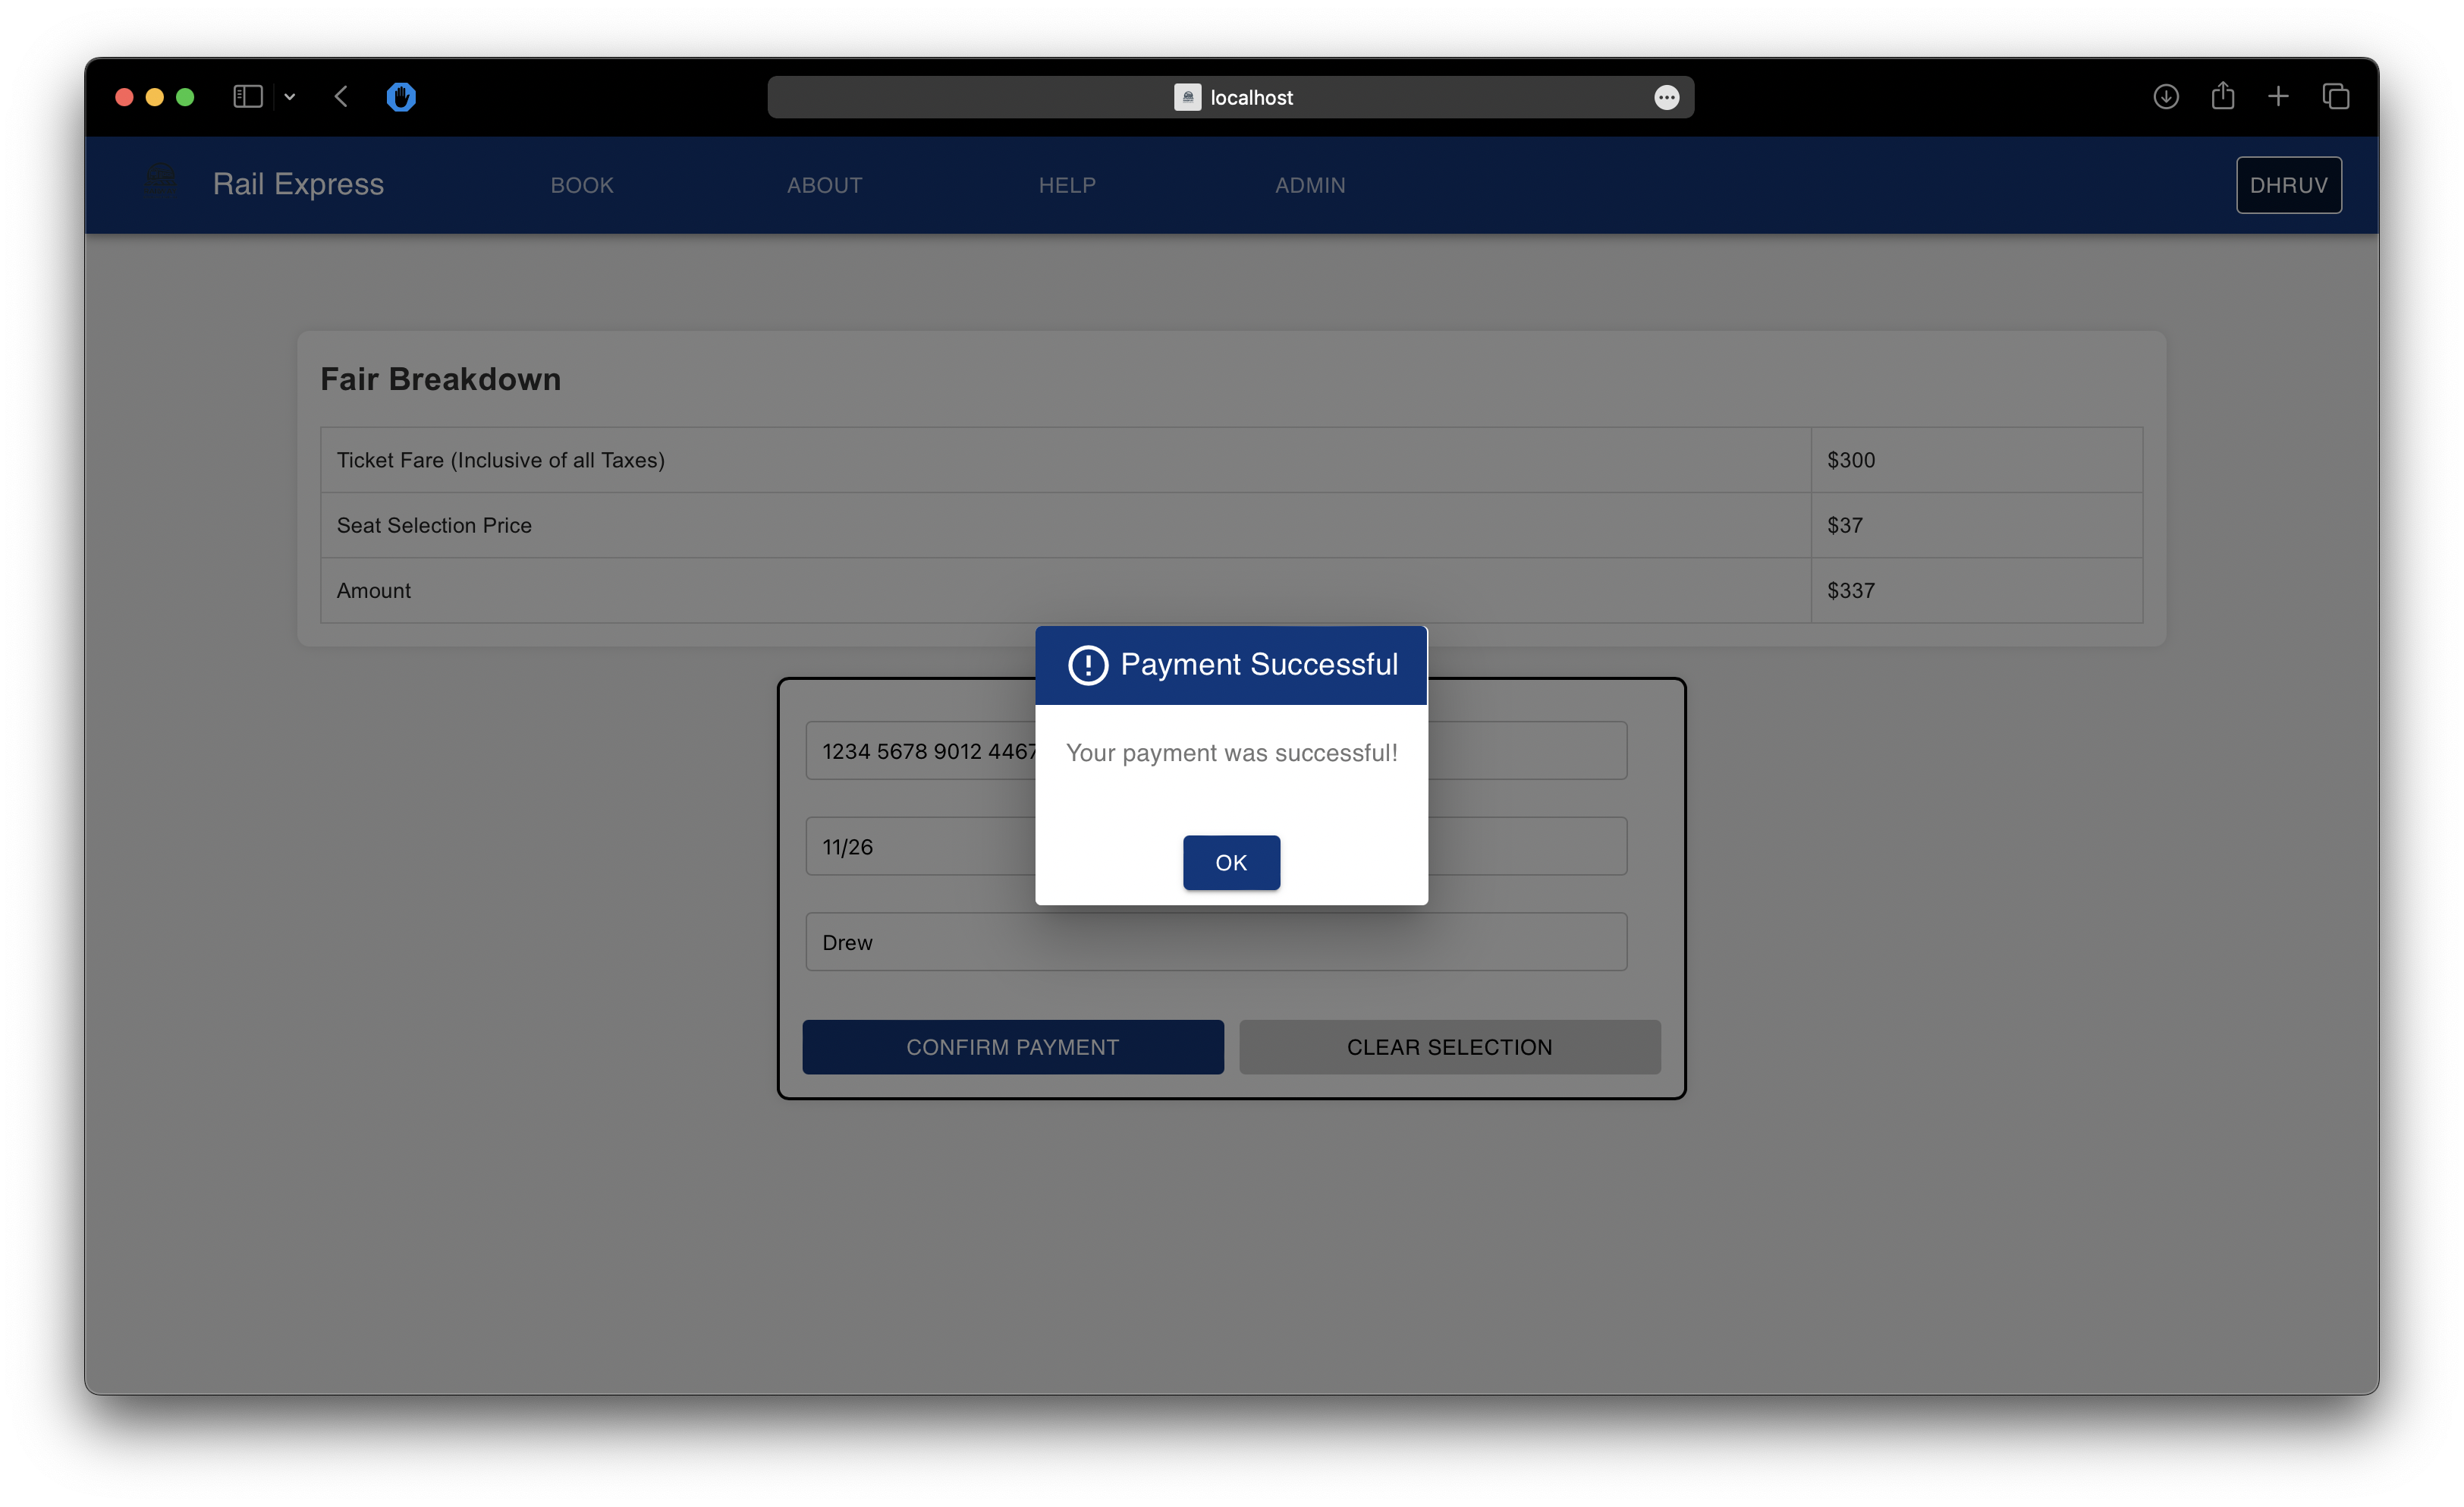 localhost
Rail Express BOOK ABOUT HELP ADMIN DHRUV
Fair Breakdown
Ticket Fare (Inclusive of all Taxes) $300
Seat Selection Price $37
Amount $337
Payment Successful
Your payment was successful!
OK
1234 5678 9012 4467
11/26
Drew
CONFIRM PAYMENT CLEAR SELECTION